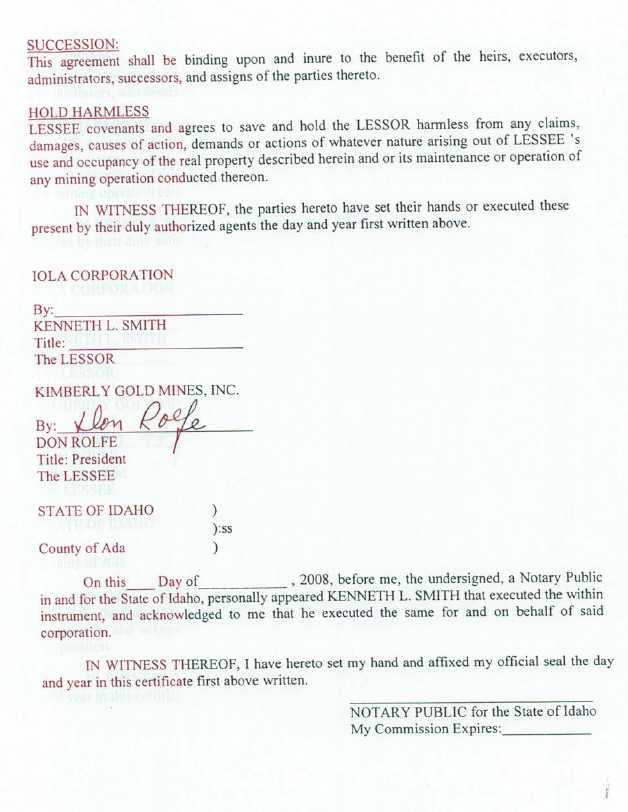 SUCCESSION:
This agreement shall be binding upon and inure to the benefit of the heirs, executors,
administrators, successors, and assigns of the parties thereto.
HOLD HARMLESS
LESSEE covenants and agrees to save and hold the LESSOR harmless from any claims,
damages, causes of action, demands or actions of whatever nature arising out of LESSEE 's
use and occupancy of the real property described herein and or its maintenance or operation of
any mining operation conducted thereon.
IN WITNESS THEREOF, the parties hereto have set their hands or executed these
present by their duly authorized agents the day and year first written above.
IOLA CORPORATION
By:
KENNETH L. SMITH
Title:
The LESSOR
KIMBERLY GOLD MINES, INC.
By: Don Rolfe
DON ROLFE
Title: President
The LESSEE
STATE OF IDAHO )
):ss
County of Ada )
On this____ Day of____________ , 2008, before me, the undersigned, a Notary Public
in and for the State of Idaho, personally appeared KENNETH L. SMITH that executed the within
instrument, and acknowledged to me that he executed the same for and on behalf of said
corporation.
IN WITNESS THEREOF, I have hereto set my hand and affixed my official seal the day
and year in this certificate first above written.
NOTARY PUBLIC for the State of Idaho
My Commission Expires:____________